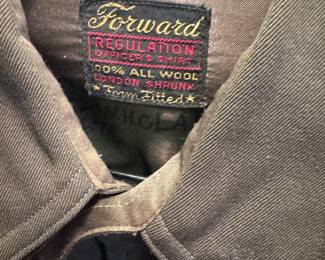 Forward
REGULATION
OFFICER'S SHIRT
100% ALL WOOL
LONDON SHRUNK
★Form Fitted★